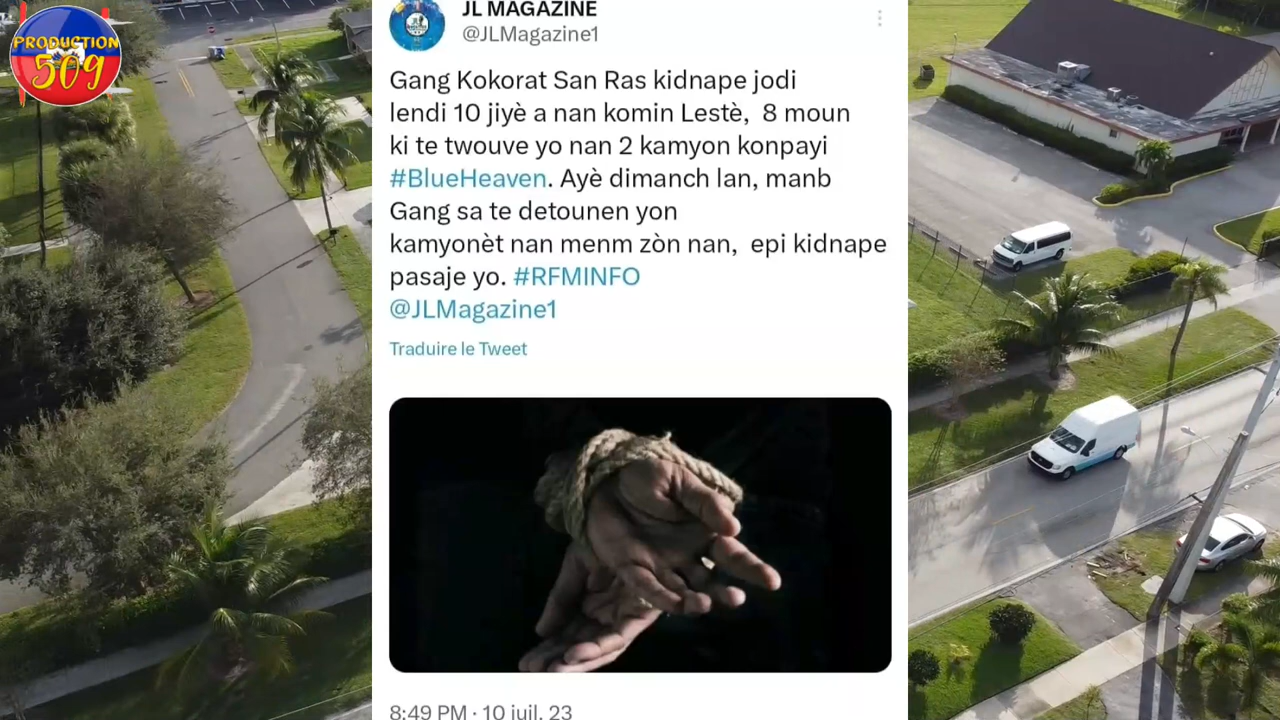 PRODUCTION
509
JL MAGAZINE
@JLMagazine1
Gang Kokorat San Ras kidnape jodi
lendi 10 jiyè a nan komin Lestè, 8 moun
ki te twouve yo nan 2 kamyon konpayi
#BlueHeaven. Ayè dimanch lan, manb
Gang sa te detounen yon
kamyonèt nan menm zòn nan, epi kidnape
pasaje yo. #RFMINFO
@JLMagazine1
Traduire le Tweet
8:49 PM · 10 juil. 23